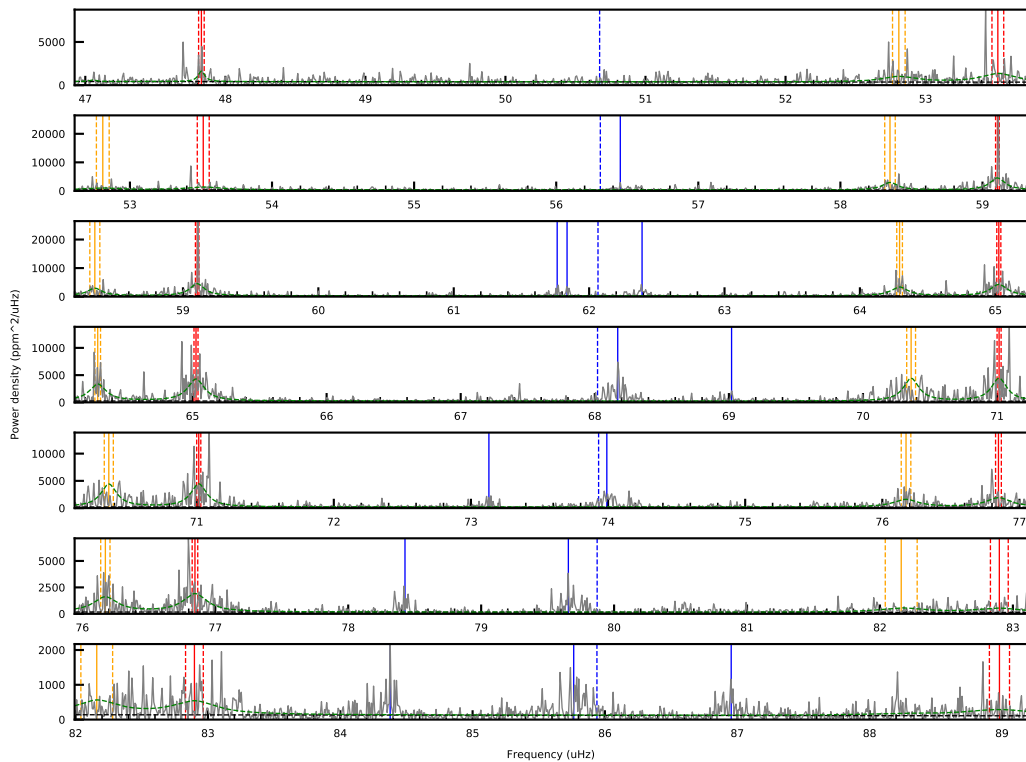 5000
0
47 48 49 50 51 52 53
20000
10000
0
53 54 55 56 57 58 59
20000
10000
0
59 60 61 62 63 64 65
10000
5000
0
65 66 67 68 69 70 71
10000
5000
0
71 72 73 74 75 76 77
5000
2500
0
76 77 78 79 80 81 82 83
2000
1000
0
82 83 84 85 86 87 88 89
Power density (ppm^2/uHz)
Frequency (uHz)